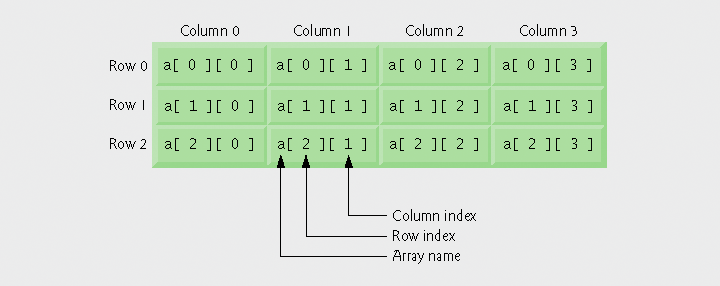 Column 0 Column 1 Column 2 Column 3
Row 0 a[ 0 ][ 0 ] a[ 0 ][ 1 ] a[ 0 ][ 2 ] a[ 0 ][ 3 ]
Row 1 a[ 1 ][ 0 ] a[ 1 ][ 1 ] a[ 1 ][ 2 ] a[ 1 ][ 3 ]
Row 2 a[ 2 ][ 0 ] a[ 2 ][ 1 ] a[ 2 ][ 2 ] a[ 2 ][ 3 ]
Column index
Row index
Array name